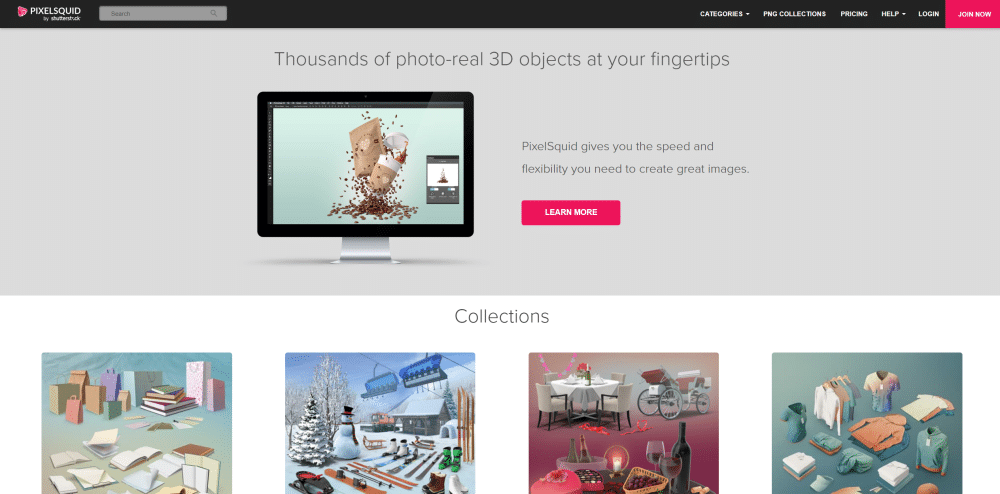 PIXELSQUID
by shutterstock
Search
CATEGORIES
PNG COLLECTIONS
PRICING
HELP
LOGIN
JOIN NOW
Thousands of photo-real 3D objects at your fingertips
PixelSquid gives you the speed and
flexibility you need to create great images.
LEARN MORE
Collections